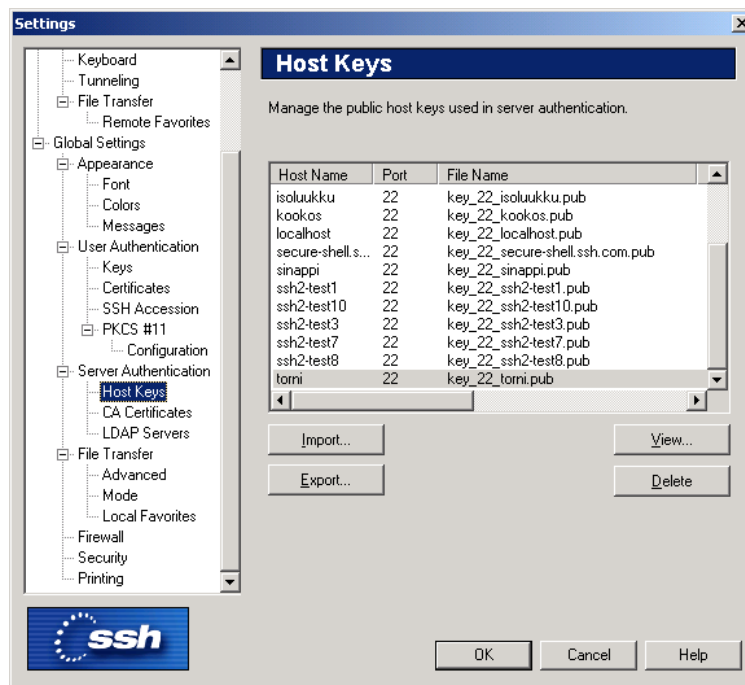 Settings
Keyboard
Tunneling
File Transfer
Remote Favorites
Global Settings
Appearance
Font
Colors
Messages
User Authentication
Keys
Certificates
SSH Accession
PKCS #11
Configuration
Server Authentication
Host Keys
CA Certificates
LDAP Servers
File Transfer
Advanced
Mode
Local Favorites
Firewall
Security
Printing
ssh
Host Keys
Manage the public host keys used in server authentication.
Host Name Port File Name
isoluukku 22 key_22_isoluukku.pub
kookos 22 key_22_kookos.pub
localhost 22 key_22_localhost.pub
secure-shell.s... 22 key_22_secure-shell.ssh.com.pub
sinappi 22 key_22_sinappi.pub
ssh2-test1 22 key_22_ssh2-test1.pub
ssh2-test10 22 key_22_ssh2-test10.pub
ssh2-test3 22 key_22_ssh2-test3.pub
ssh2-test7 22 key_22_ssh2-test7.pub
ssh2-test8 22 key_22_ssh2-test8.pub
torni 22 key_22_torni.pub
Import... View...
Export... Delete
OK Cancel Help